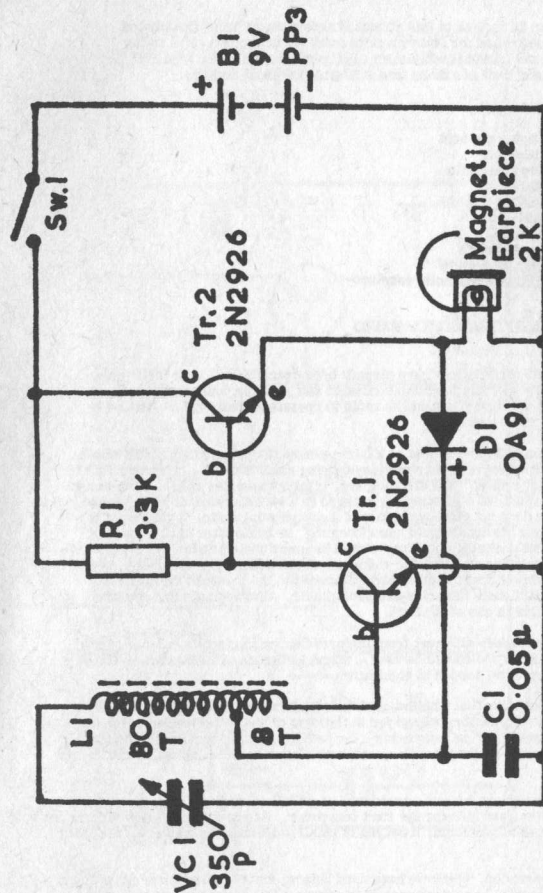 VC1
350
P
L1
80
T
8
T
R1
3·3K
b
c
e
Tr.1
2N2926
C1
0·05µ
b
c
e
Tr.2
2N2926
+
D1
OA91
Sw.1
+
B1
9V
PP3
-
Magnetic
Earpiece
2K